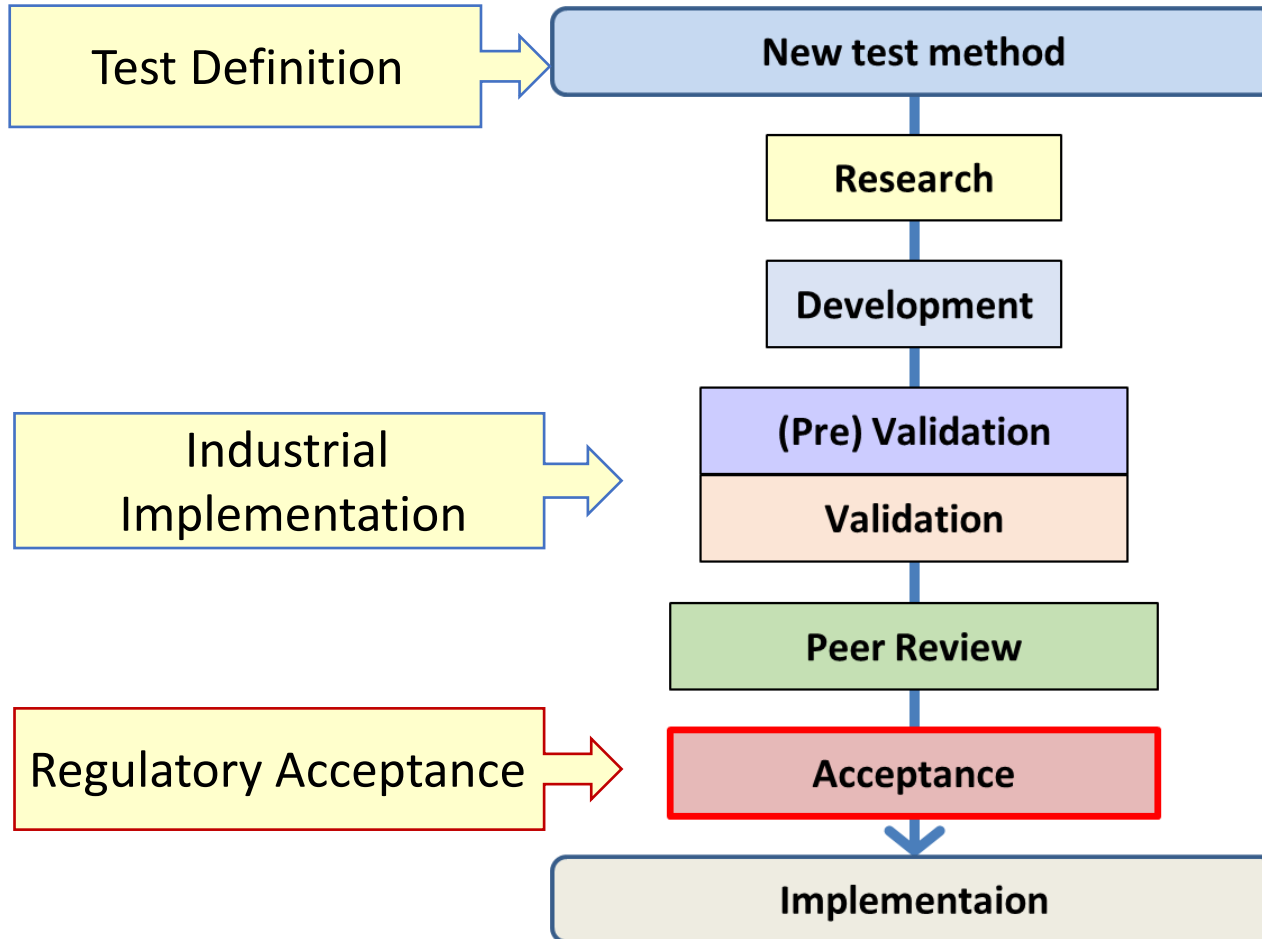 Test Definition
New test method
Research
Development
Industrial
Implementation
(Pre) Validation
Validation
Peer Review
Regulatory Acceptance
Acceptance
Implementaion